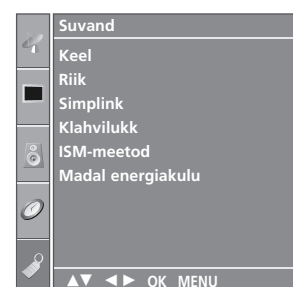 Suvand
Keel
Riik
Simplink
Klahvilukk
ISM-meetod
Madal energiakulu
▲▼ ◄► OK MENU